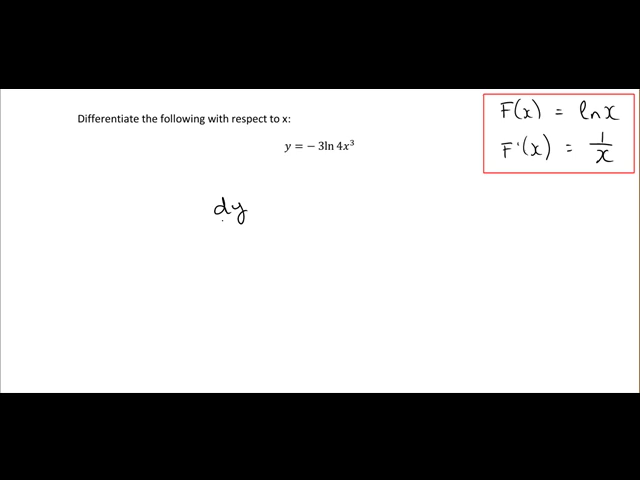 Differentiate the following with respect to x:
y = − 3ln 4x³
F(x) = ln x
F'(x) = 1/x
dy